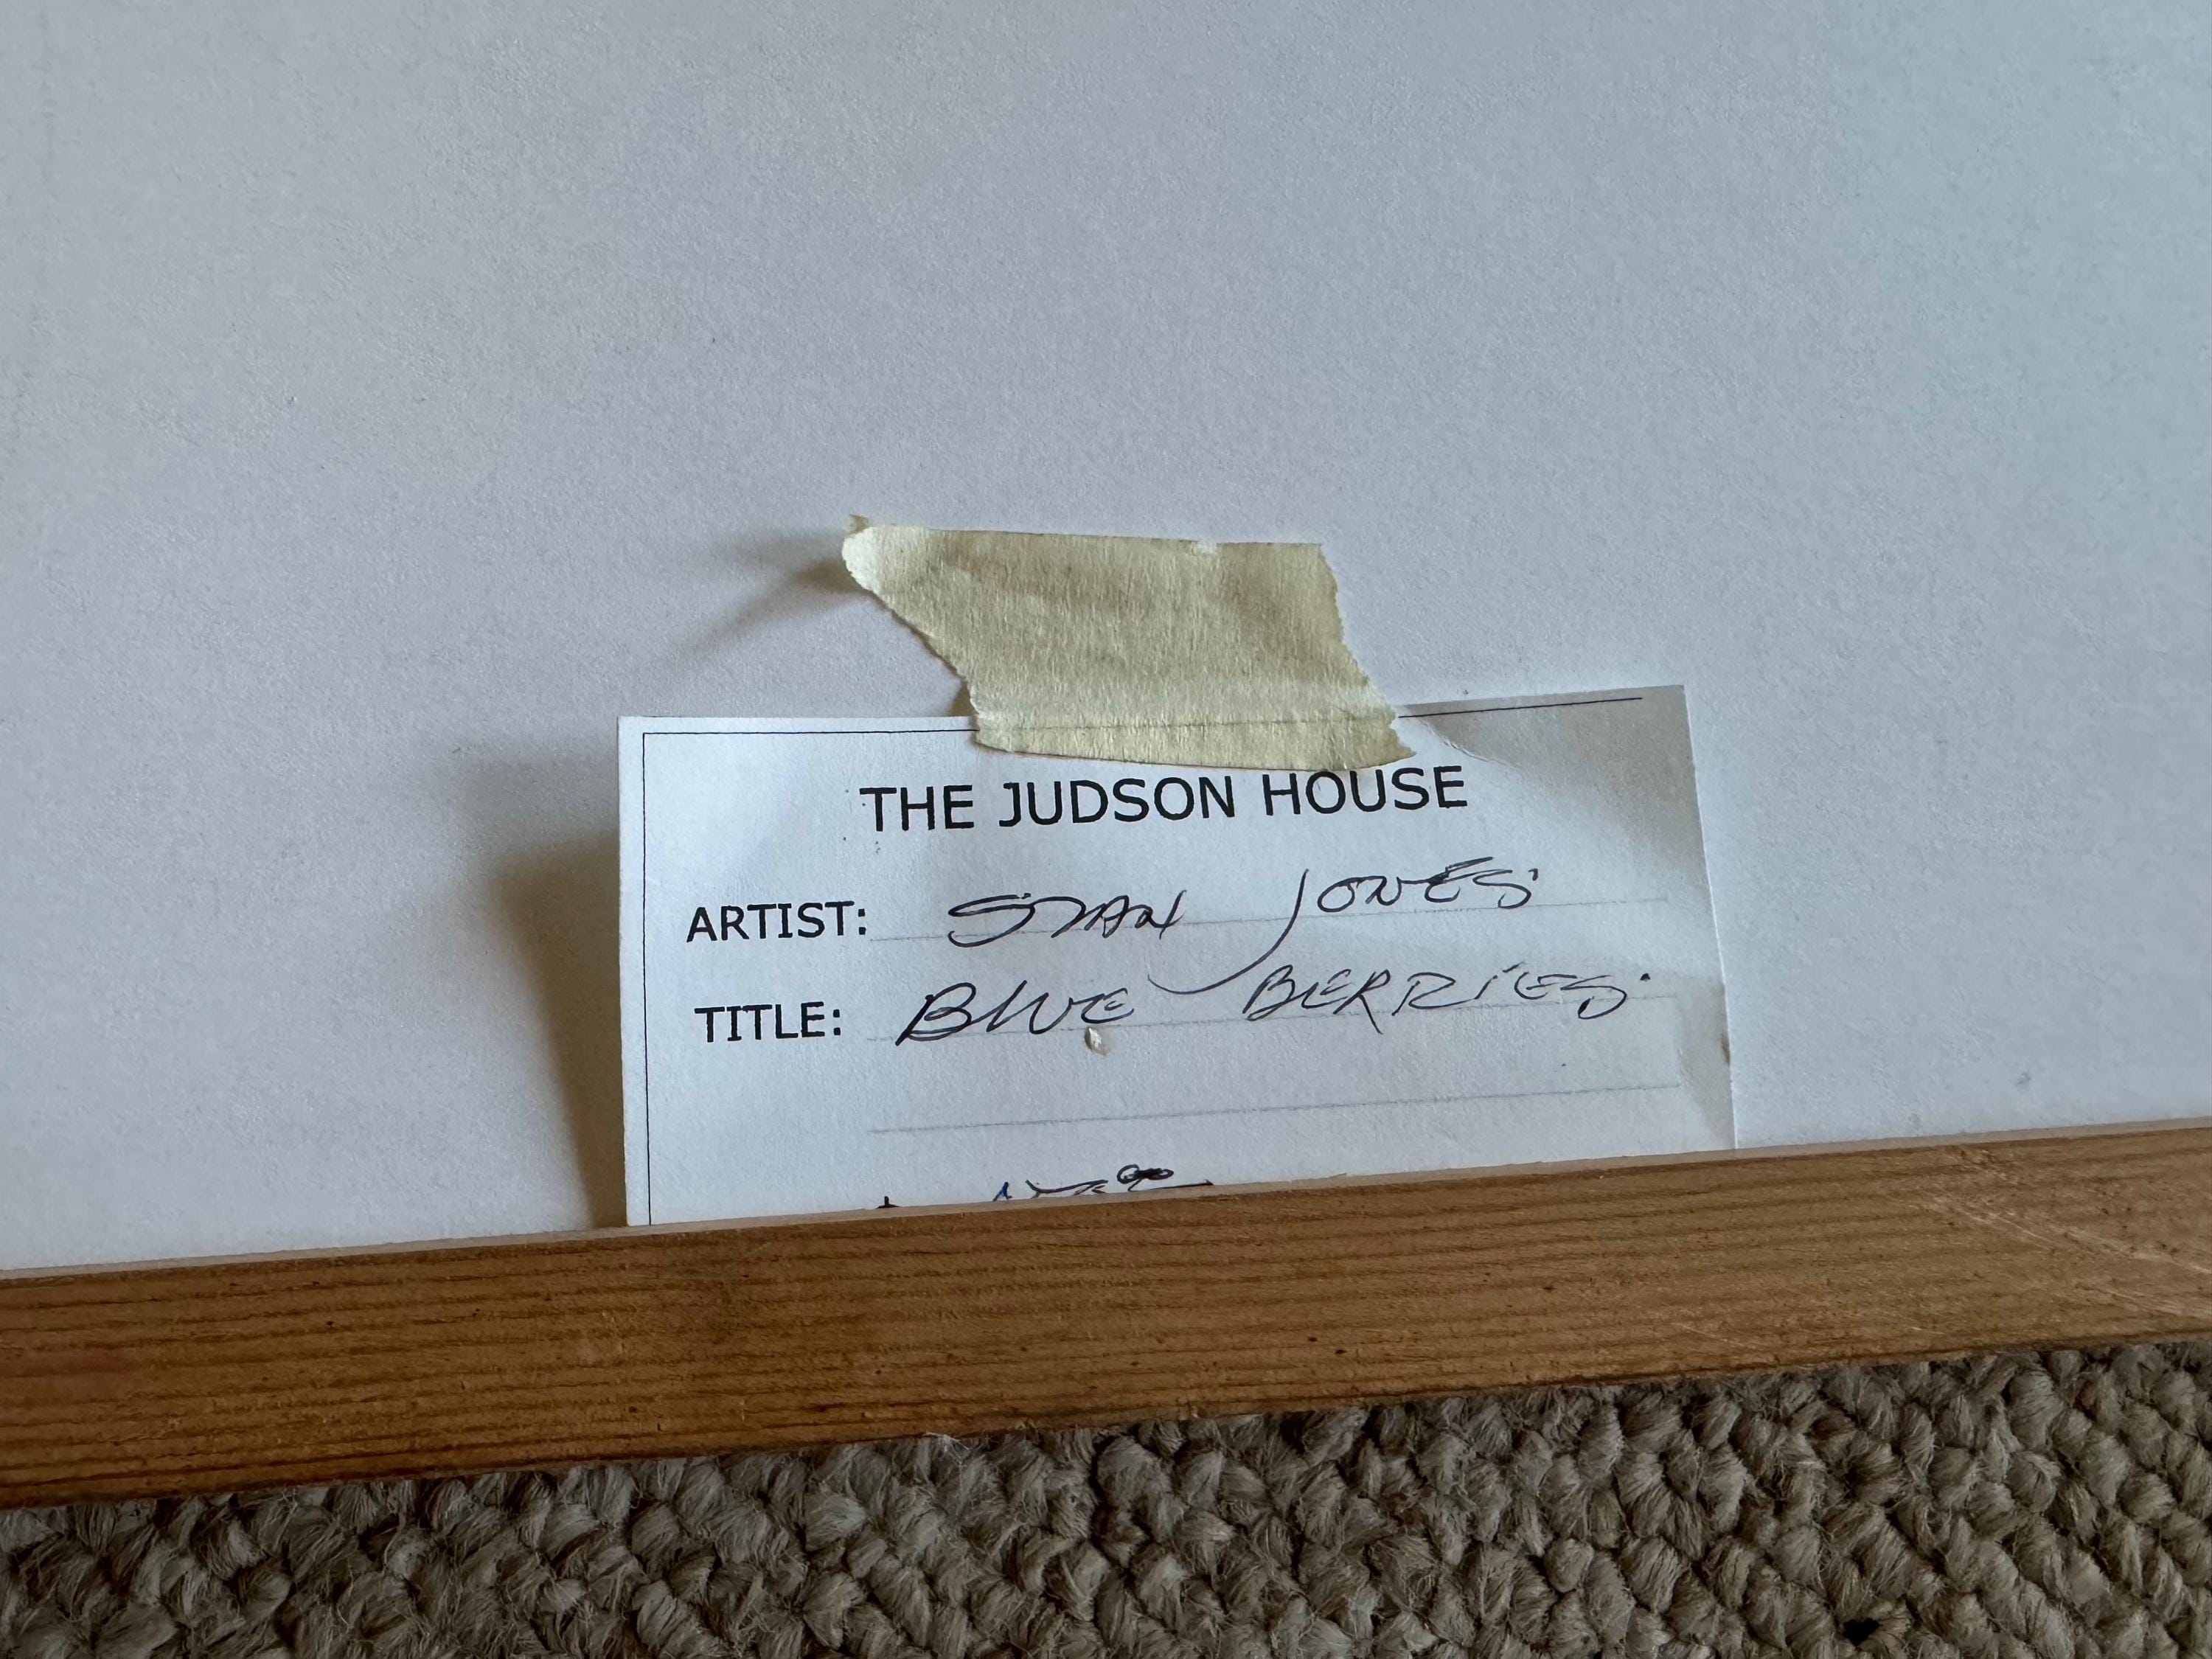 THE JUDSON HOUSE
ARTIST: STAN JONES
TITLE: BLUE BERRIES